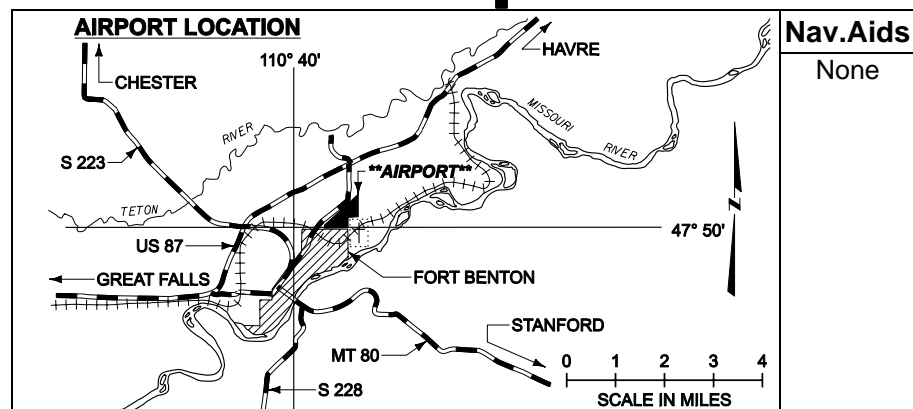 AIRPORT LOCATION
Nav.Aids
None
110° 40'
HAVRE
CHESTER
MISSOURI
RIVER
RIVER
S 223
**AIRPORT**
TETON
N
47° 50'
US 87
GREAT FALLS
FORT BENTON
STANFORD
MT 80
0 1 2 3 4
S 228
SCALE IN MILES